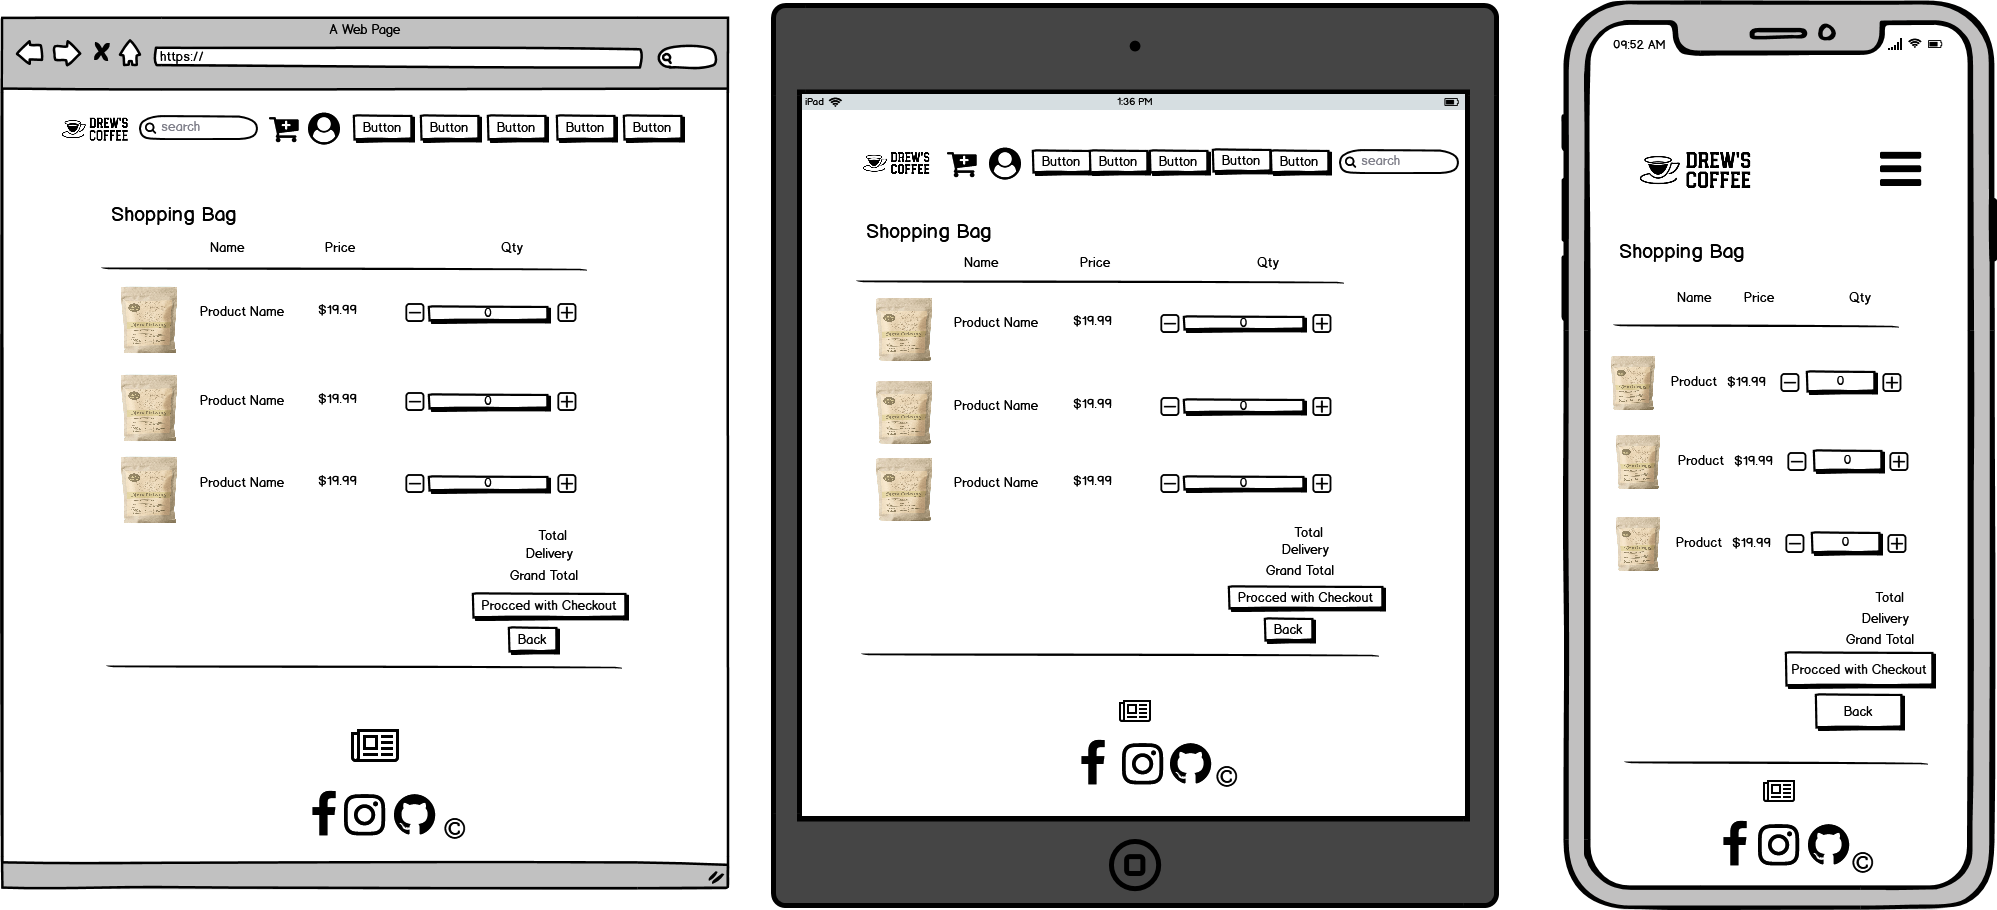 A Web Page
https://
DREW'S
COFFEE
search
Button Button Button Button Button
Shopping Bag
Name Price Qty
Product Name $19.99 0
Product Name $19.99 0
Product Name $19.99 0
Total
Delivery
Grand Total
Procced with Checkout
Back
©
iPad 1:36 PM
DREW'S
COFFEE
Button Button Button Button Button search
Shopping Bag
Name Price Qty
Product Name $19.99 0
Product Name $19.99 0
Product Name $19.99 0
Total
Delivery
Grand Total
Procced with Checkout
Back
©
09:52 AM
DREW'S
COFFEE
Shopping Bag
Name Price Qty
Product $19.99 0
Product $19.99 0
Product $19.99 0
Total
Delivery
Grand Total
Procced with Checkout
Back
©